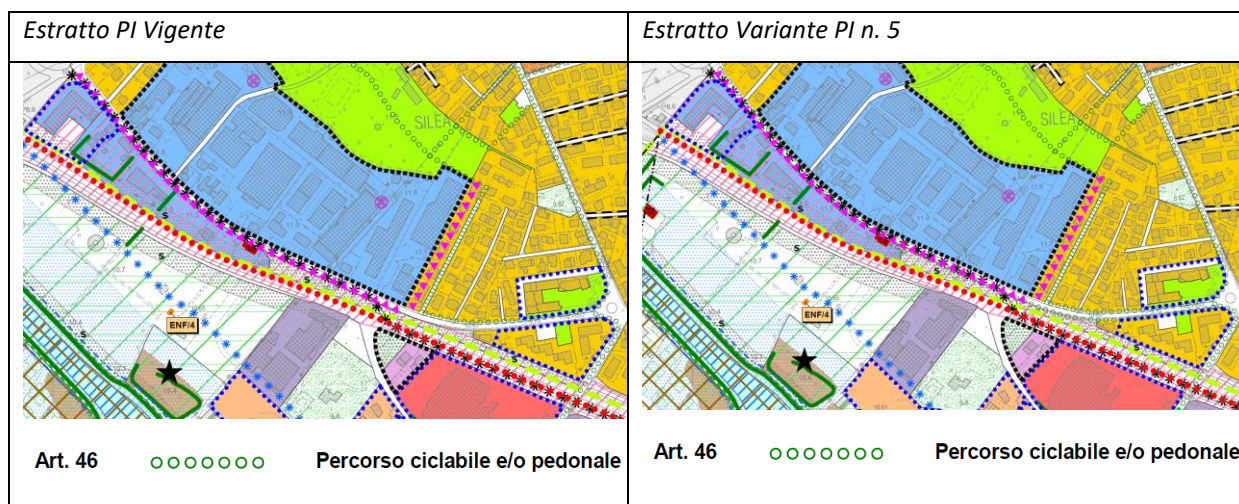 Estratto PI Vigente
Estratto Variante PI n. 5
SILEA
SILEA
ENF/4
ENF/4
Art. 46 Percorso ciclabile e/o pedonale
Art. 46 Percorso ciclabile e/o pedonale